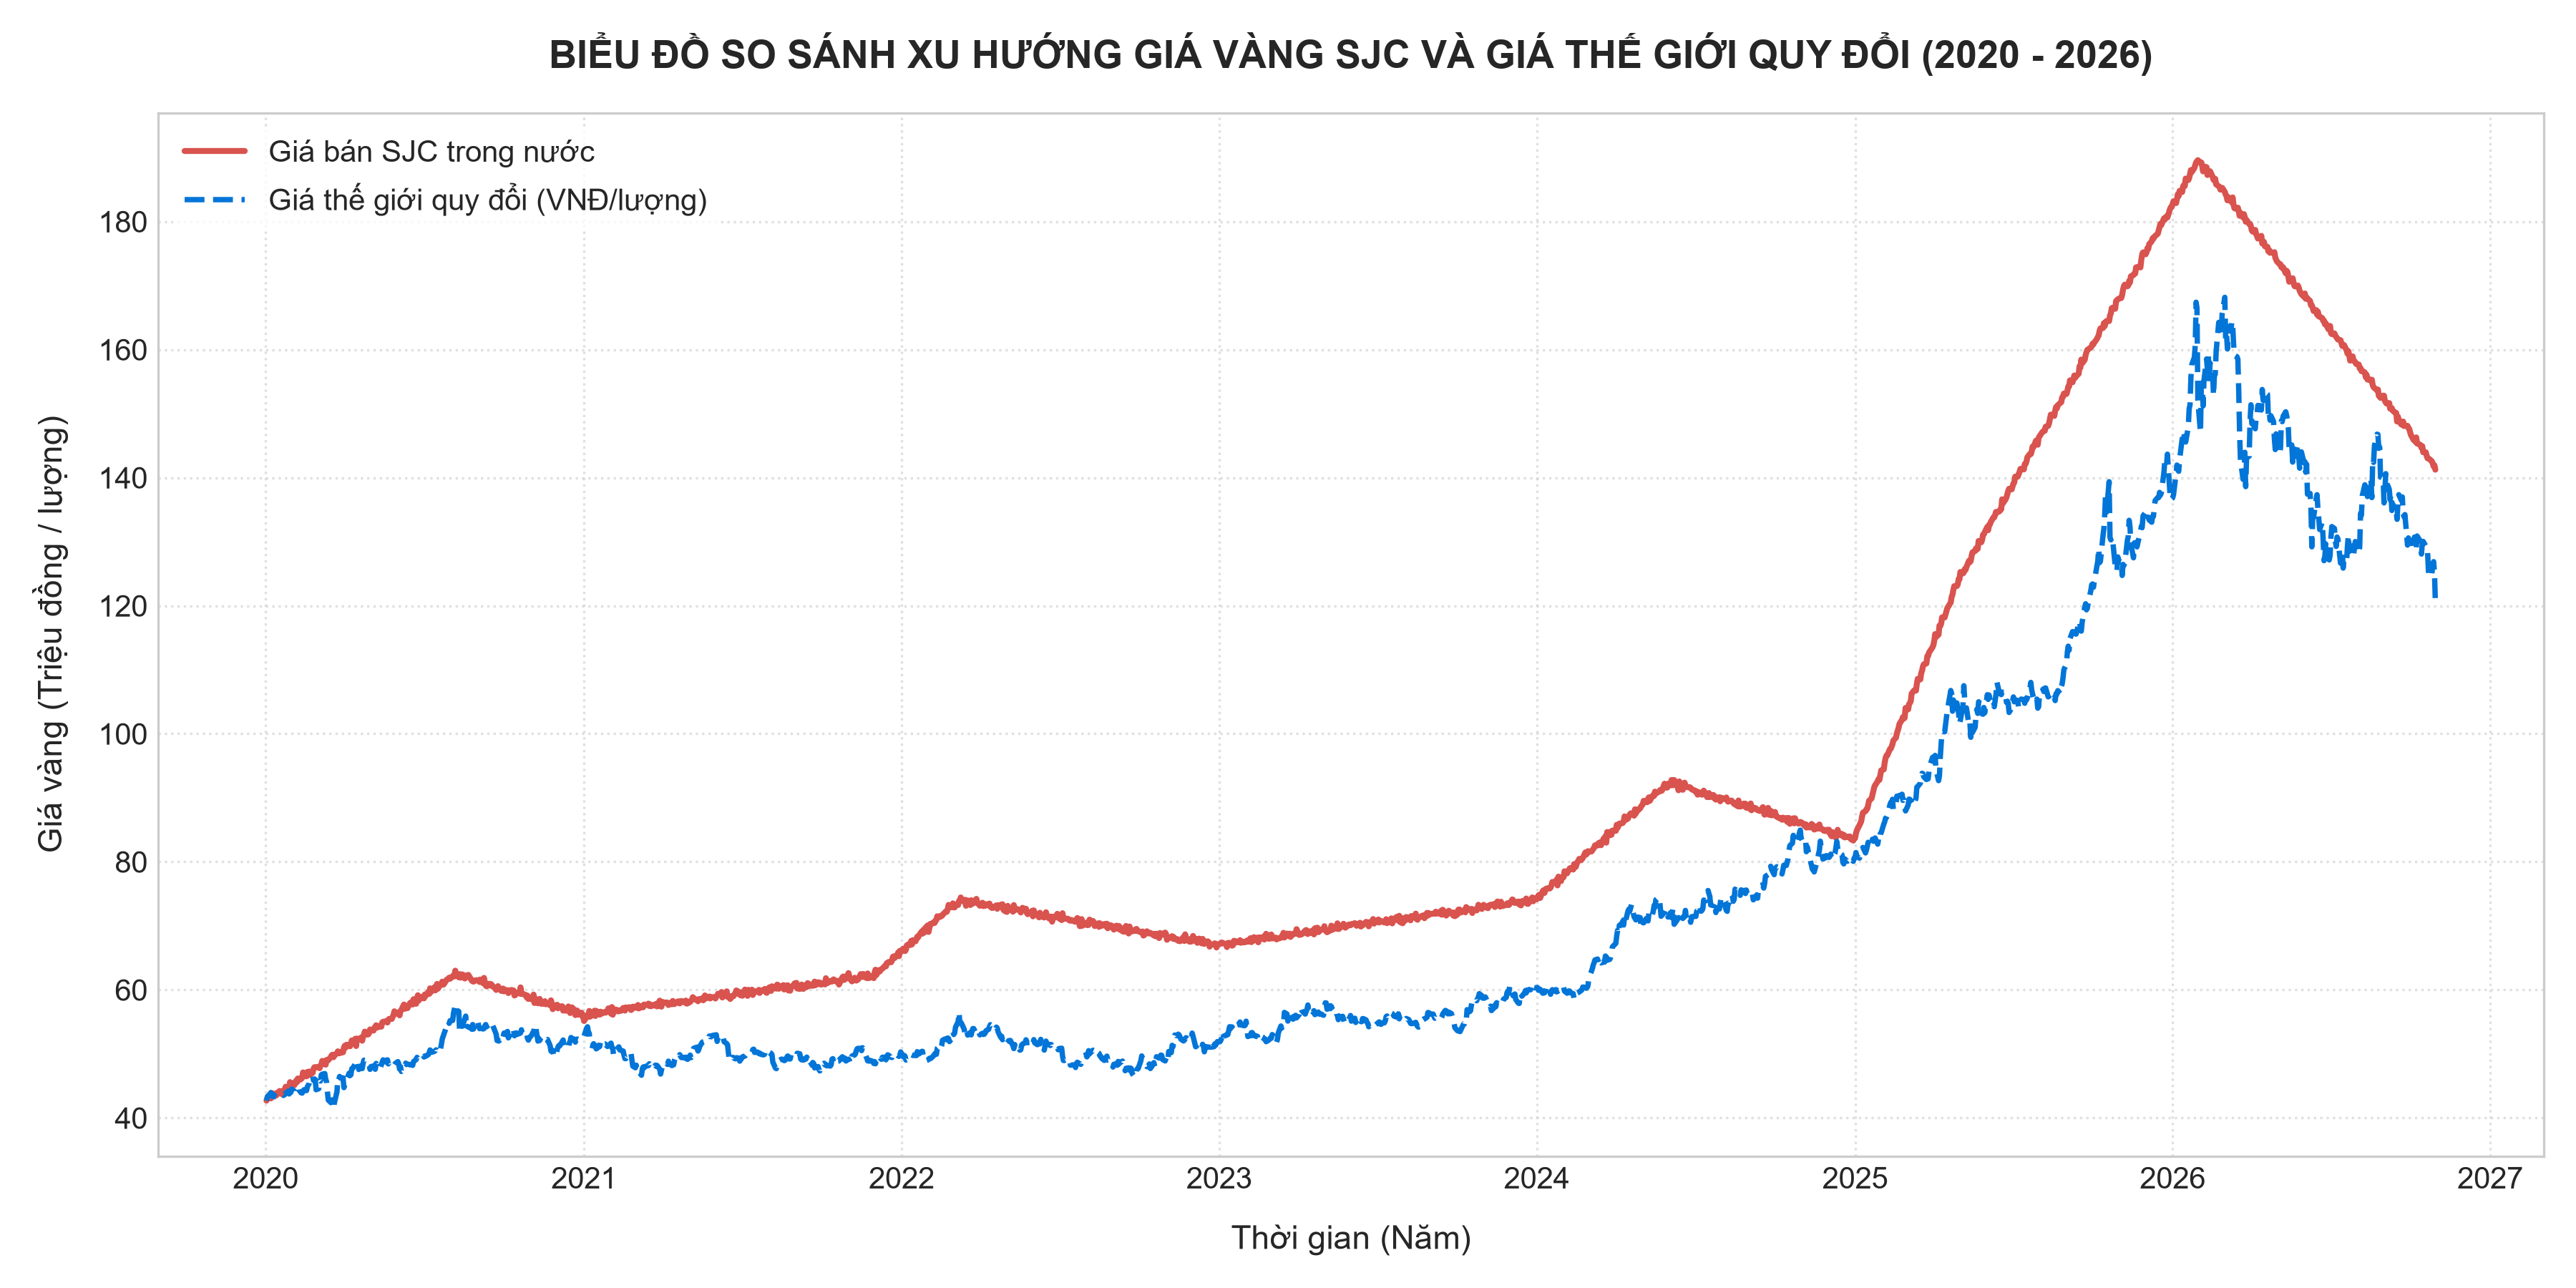 BIỂU ĐỒ SO SÁNH XU HƯỚNG GIÁ VÀNG SJC VÀ GIÁ THẾ GIỚI QUY ĐỔI (2020 - 2026)
Giá bán SJC trong nước
Giá thế giới quy đổi (VNĐ/lượng)
Giá vàng (Triệu đồng / lượng)
180
160
140
120
100
80
60
40
2020 2021 2022 2023 2024 2025 2026 2027
Thời gian (Năm)